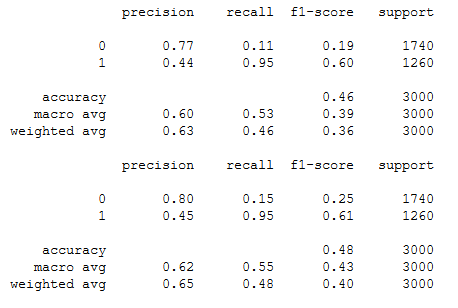 precision recall f1-score support
0 0.77 0.11 0.19 1740
1 0.44 0.95 0.60 1260
accuracy 0.46 3000
macro avg 0.60 0.53 0.39 3000
weighted avg 0.63 0.46 0.36 3000
precision recall f1-score support
0 0.80 0.15 0.25 1740
1 0.45 0.95 0.61 1260
accuracy 0.48 3000
macro avg 0.62 0.55 0.43 3000
weighted avg 0.65 0.48 0.40 3000